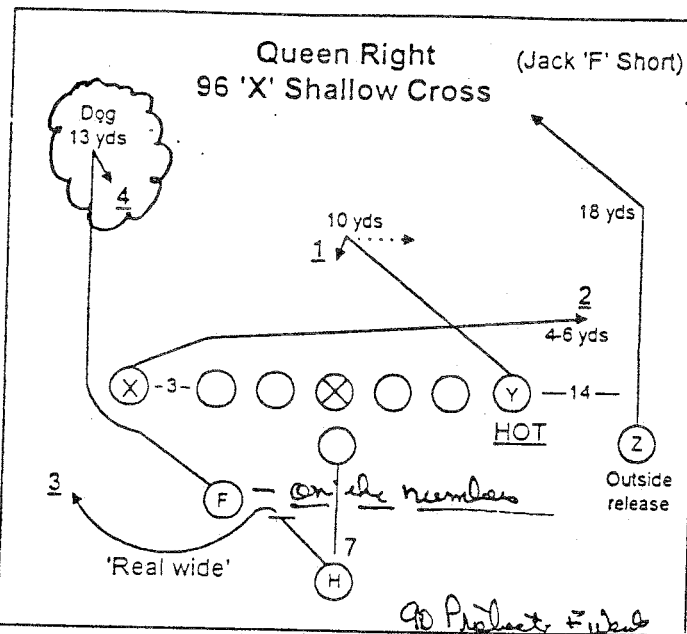 Queen Right
(Jack 'F' Short)
96 'X' Shallow Cross
Dog
13 yds
4
18 yds
10 yds
1
2
4-6 yds
X
-3-
Y
—14—
HOT
Z
Outside
release
3
F
— on the numbers
'Real wide'
7
H
90 Protect